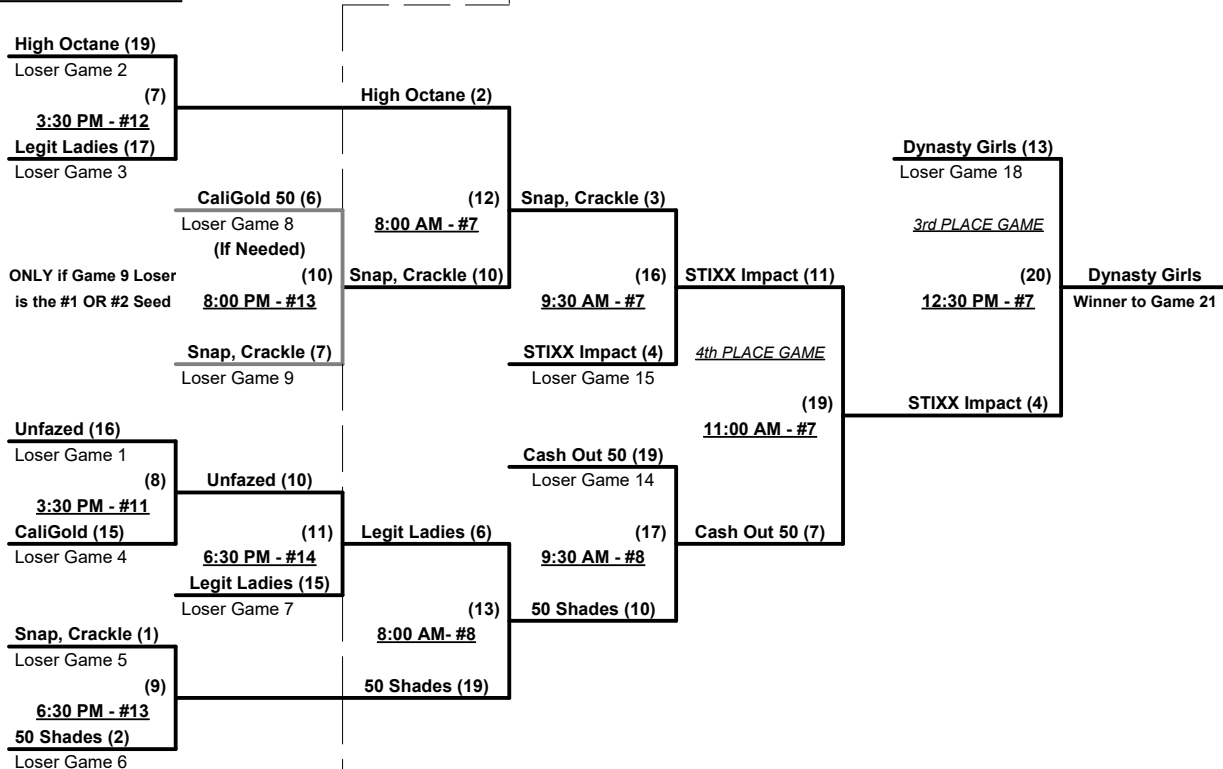 High Octane (19)
Loser Game 2
(7)
3:30 PM - #12
Legit Ladies (17)
Loser Game 3
High Octane (2)
CaliGold 50 (6)
Loser Game 8
(If Needed)
ONLY if Game 9 Loser
is the #1 OR #2 Seed
(10)
8:00 PM - #13
Snap, Crackle (7)
Loser Game 9
(12)
8:00 AM - #7
Snap, Crackle (10)
Snap, Crackle (3)
(16)
9:30 AM - #7
STIXX Impact (4)
Loser Game 15
STIXX Impact (11)
4th PLACE GAME
(19)
11:00 AM - #7
Dynasty Girls (13)
Loser Game 18
3rd PLACE GAME
(20)
12:30 PM - #7
Dynasty Girls
Winner to Game 21
STIXX Impact (4)
Unfazed (16)
Loser Game 1
(8)
3:30 PM - #11
CaliGold (15)
Loser Game 4
Unfazed (10)
(11)
6:30 PM - #14
Legit Ladies (15)
Loser Game 7
Legit Ladies (6)
(13)
8:00 AM- #8
50 Shades (19)
Cash Out 50 (19)
Loser Game 14
(17)
9:30 AM - #8
50 Shades (10)
Cash Out 50 (7)
Snap, Crackle (1)
Loser Game 5
(9)
6:30 PM - #13
50 Shades (2)
Loser Game 6